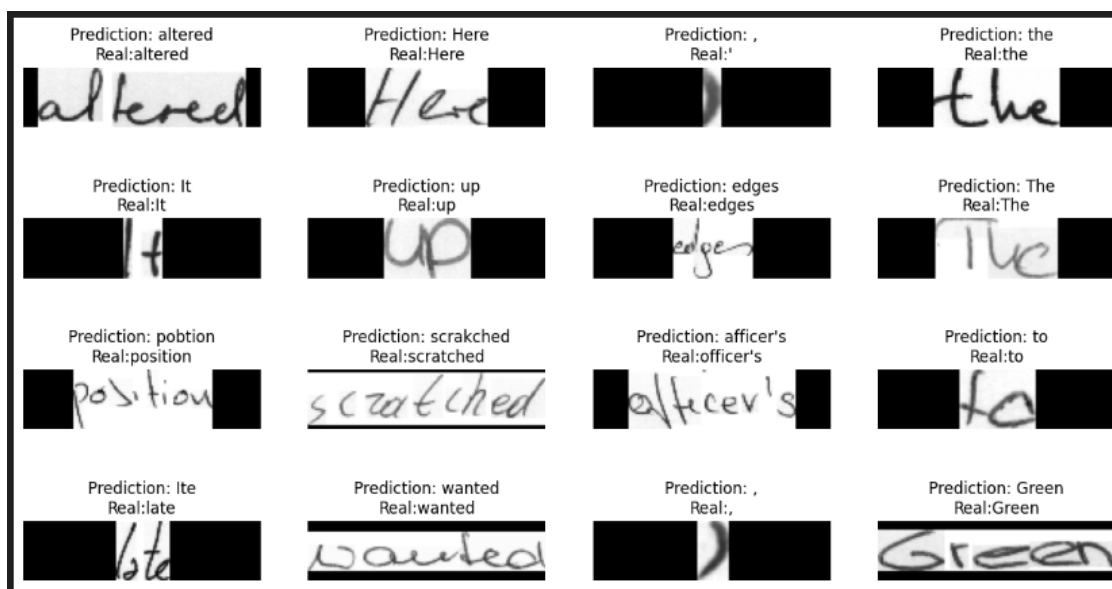 Prediction: altered
Real:altered
altered
Prediction: Here
Real:Here
Here
Prediction: ,
Real:'
)
Prediction: the
Real:the
the
Prediction: It
Real:It
It
Prediction: up
Real:up
up
Prediction: edges
Real:edges
edges
Prediction: The
Real:The
The
Prediction: pobtion
Real:position
position
Prediction: scrakched
Real:scratched
scratched
Prediction: afficer's
Real:officer's
officer's
Prediction: to
Real:to
to
Prediction: lte
Real:late
late
Prediction: wanted
Real:wanted
wanted
Prediction: ,
Real:,
)
Prediction: Green
Real:Green
Green